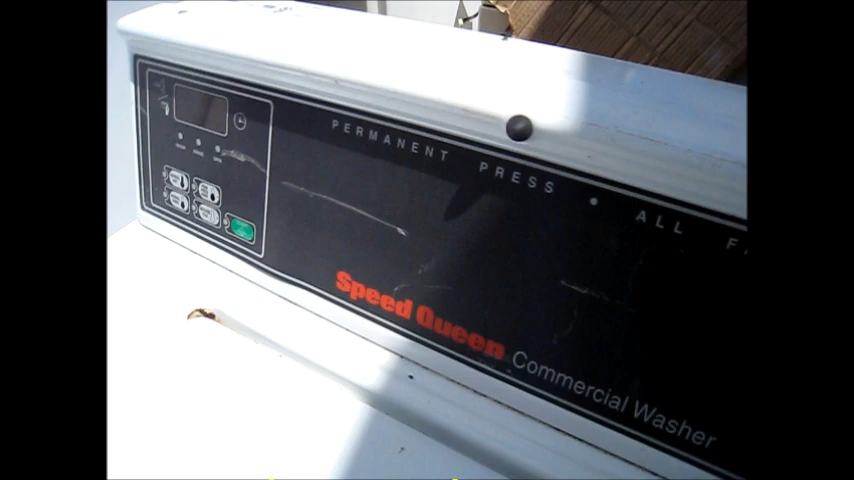 PERMANENT PRESS • ALL F
Speed Queen Commercial Washer